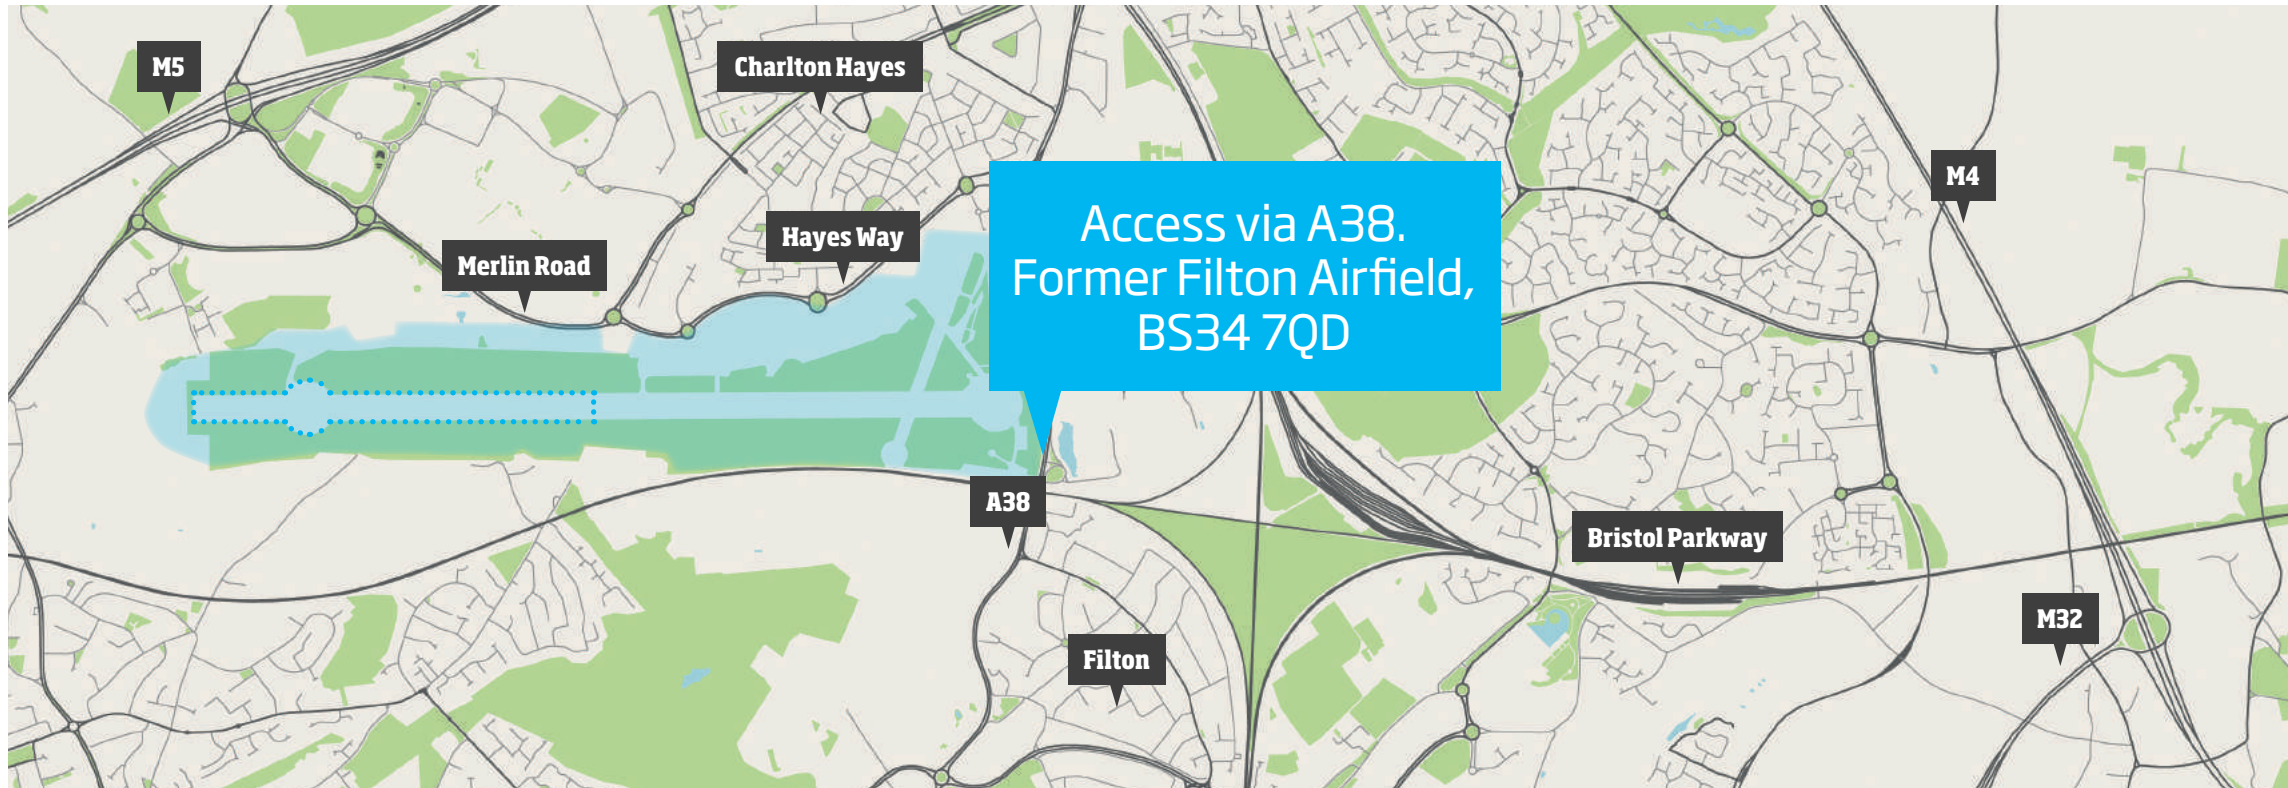 M5
Charlton Hayes
M4
Hayes Way
Merlin Road
Access via A38.
Former Filton Airfield,
BS34 7QD
A38
Bristol Parkway
M32
Filton